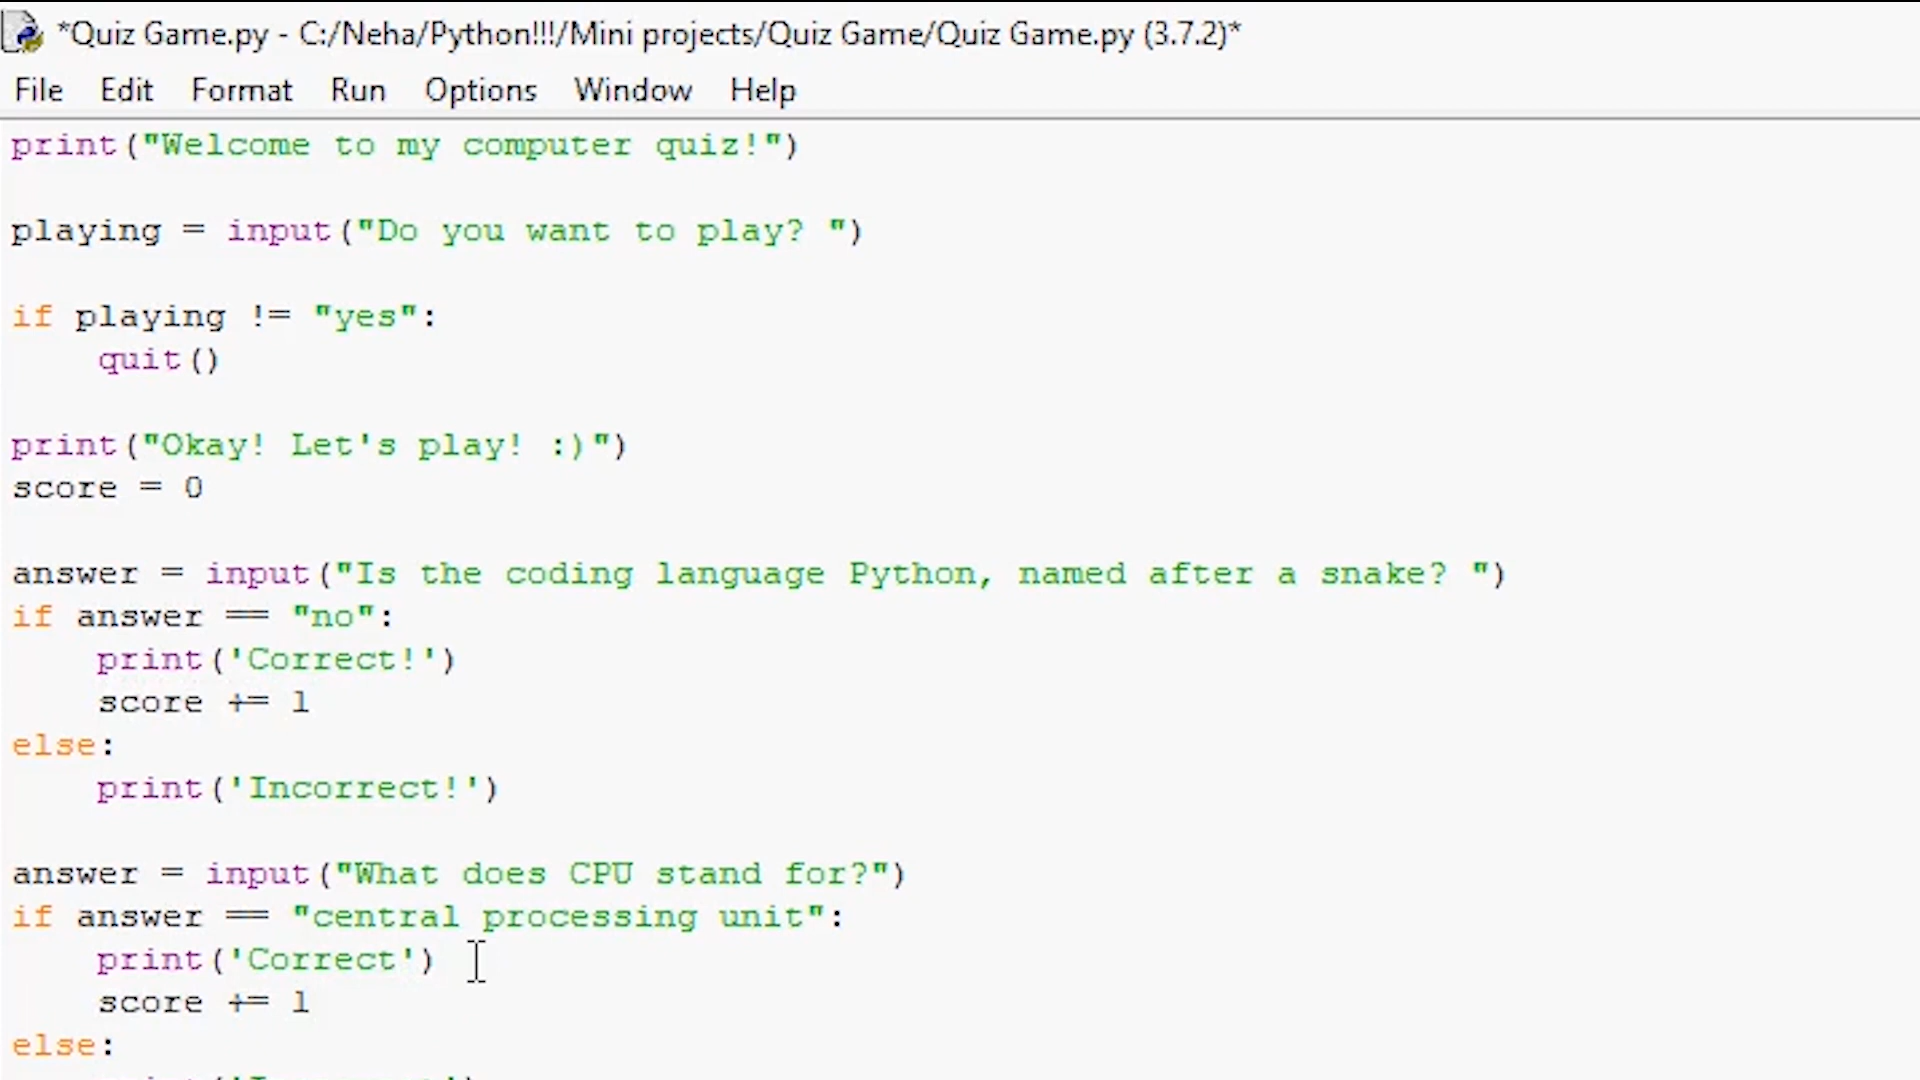 *Quiz Game.py - C:/Neha/Python!!!/Mini projects/Quiz Game/Quiz Game.py (3.7.2)*
File Edit Format Run Options Window Help
print("Welcome to my computer quiz!")
playing = input("Do you want to play? ")
if playing != "yes":
    quit()
print("Okay! Let's play! :)")
score = 0
answer = input("Is the coding language Python, named after a snake? ")
if answer == "no":
    print('Correct!')
    score += 1
else:
    print('Incorrect!')
answer = input("What does CPU stand for?")
if answer == "central processing unit":
    print('Correct')
    score += 1
else: